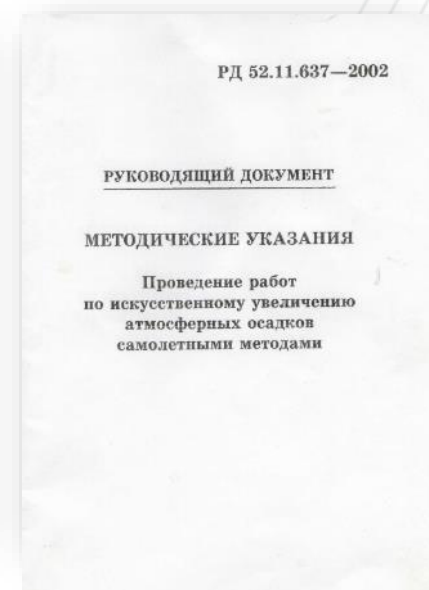 РД 52.11.637—2002
РУКОВОДЯЩИЙ ДОКУМЕНТ
МЕТОДИЧЕСКИЕ УКАЗАНИЯ
Проведение работ
по искусственному увеличению
атмосферных осадков
самолетными методами